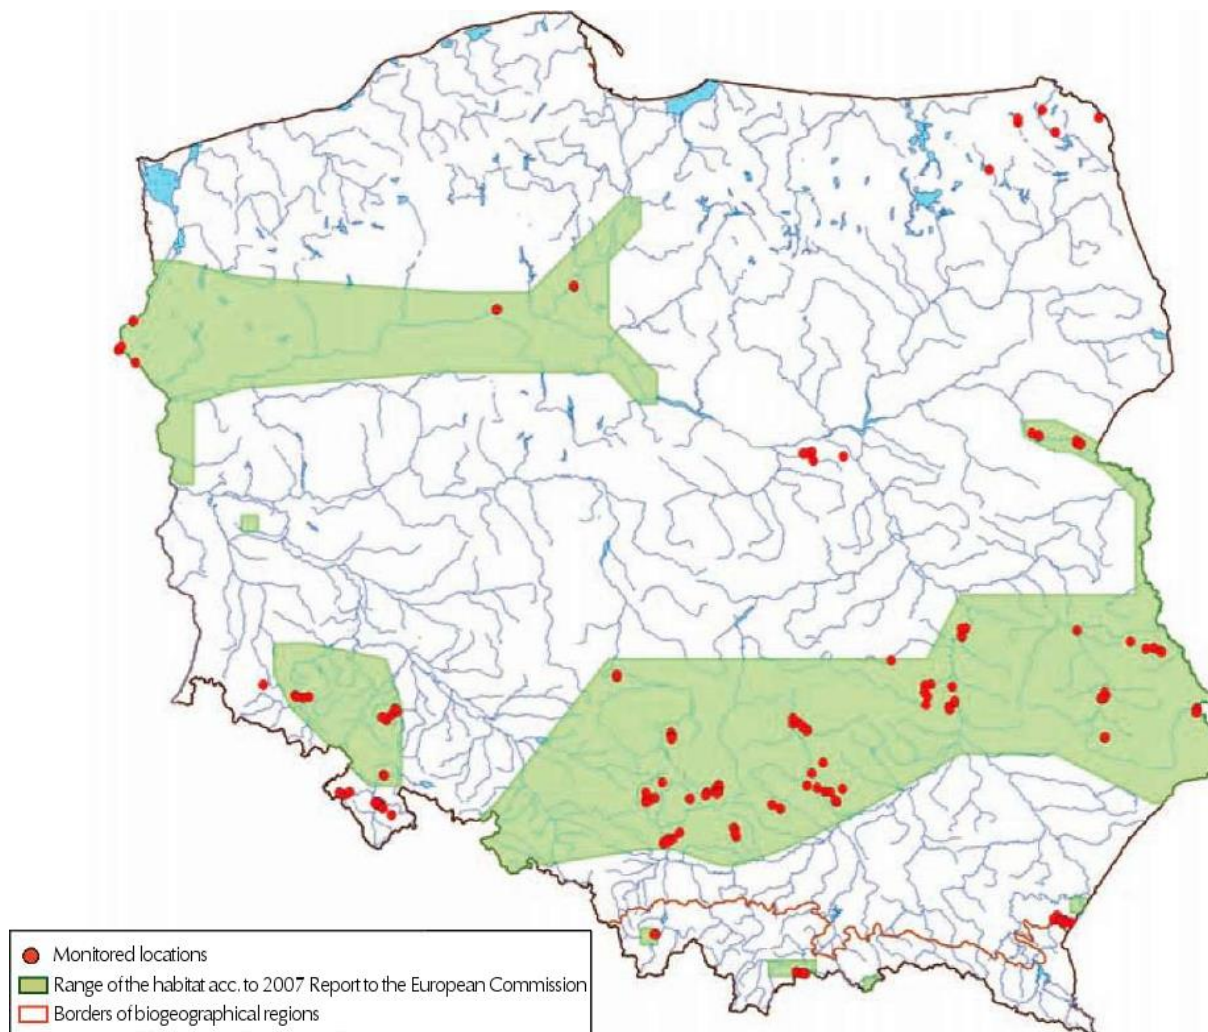 Monitored locations
Range of the habitat acc. to 2007 Report to the European Commission
Borders of biogeographical regions